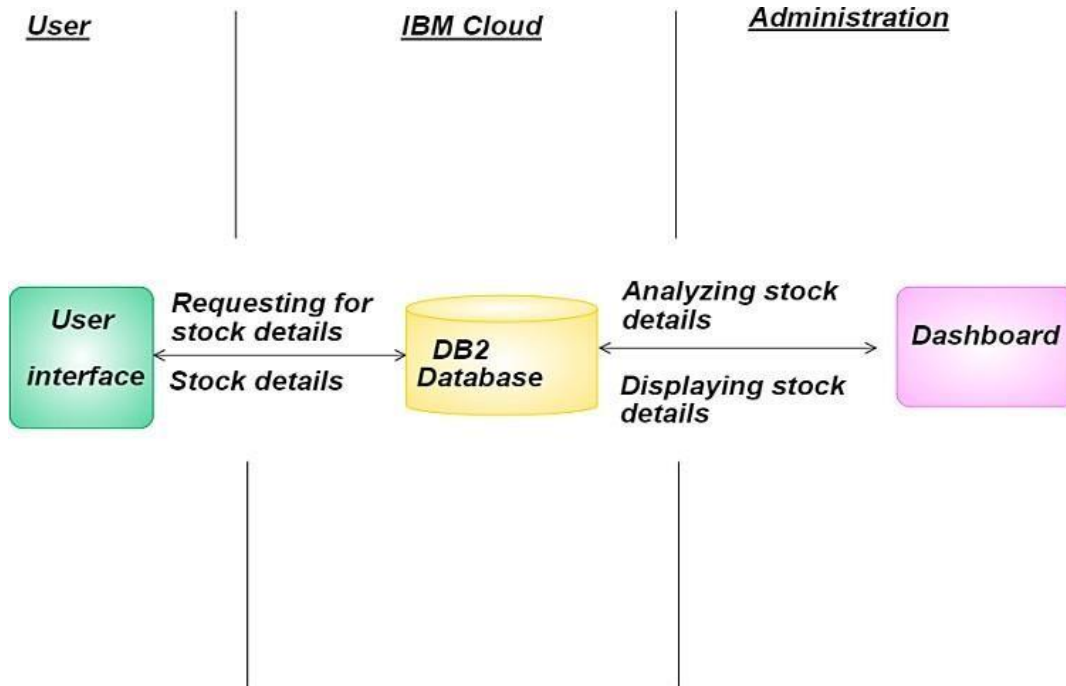 User
IBM Cloud
Administration
User
interface
Requesting for
stock details
Stock details
DB2
Database
Analyzing stock
details
Displaying stock
details
Dashboard